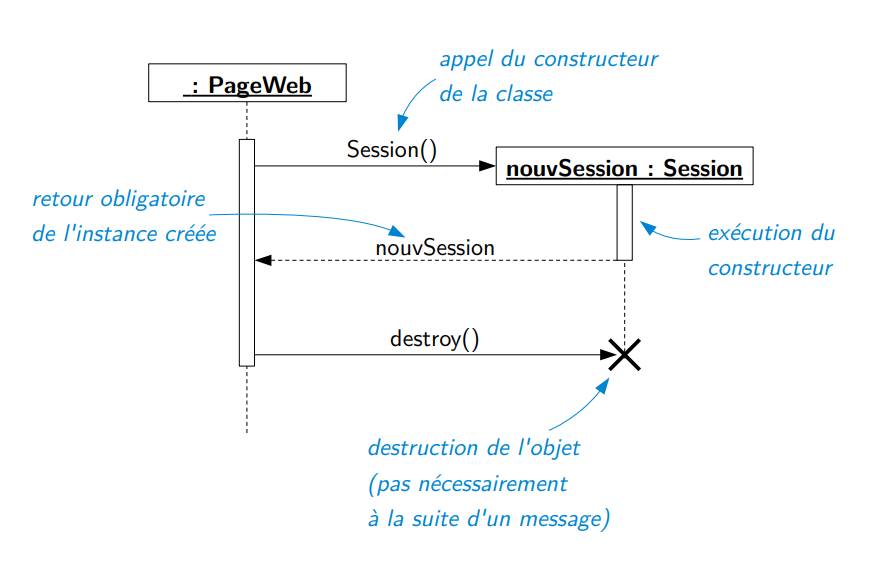 appel du constructeur
de la classe
: PageWeb
Session()
nouvSession : Session
retour obligatoire
de l'instance créée
nouvSession
exécution du
constructeur
destroy()
destruction de l'objet
(pas nécessairement
à la suite d'un message)